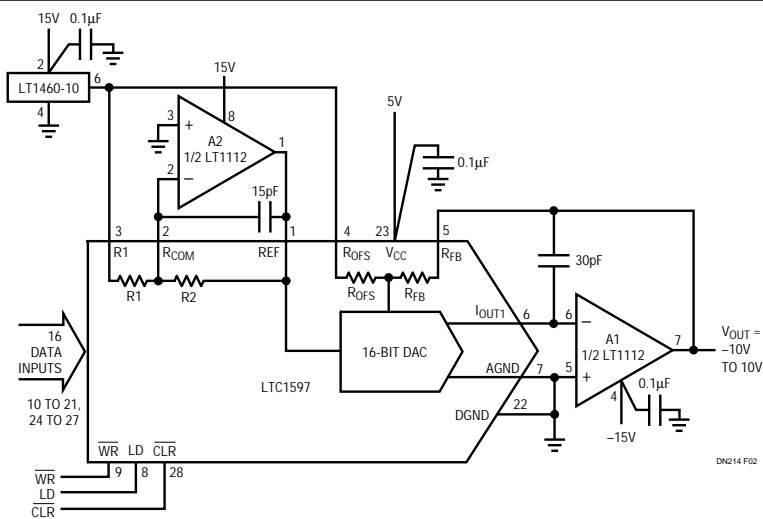 15V
0.1µF
2
LT1460-10
6
4
15V
3
+
8
A2
1/2 LT1112
1
2
–
15pF
5V
0.1µF
3
2
1
4
23
5
R1
RCOM
REF
ROFS
VCC
RFB
R1
R2
ROFS
RFB
30pF
IOUT1
6
6
–
16-BIT DAC
A1
1/2 LT1112
7
VOUT =
–10V
TO 10V
AGND
7
5
+
16
DATA
INPUTS
10 TO 21,
24 TO 27
LTC1597
DGND
22
4
0.1µF
–15V
WR
LD
CLR
9
8
28
WR
LD
CLR
DN214 F02